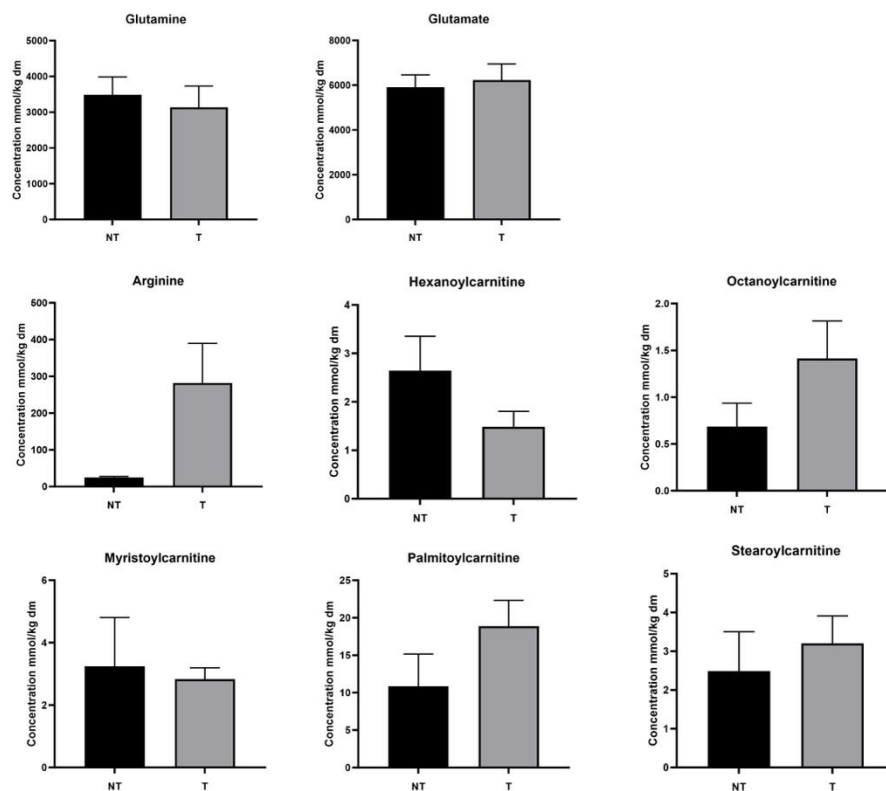 Glutamine
Concentration mmol/kg dm
5000
4000
3000
2000
1000
0
NT T
Glutamate
Concentration mmol/kg dm
8000
6000
4000
2000
0
NT T
Arginine
Concentration mmol/kg dm
500
400
300
200
100
0
NT T
Hexanoylcarnitine
Concentration mmol/kg dm
4
3
2
1
0
NT T
Octanoylcarnitine
Concentration mmol/kg dm
2.0
1.5
1.0
0.5
0.0
NT T
Myristoylcarnitine
Concentration mmol/kg dm
6
4
2
0
NT T
Palmitoylcarnitine
Concentration mmol/kg dm
25
20
15
10
5
0
NT T
Stearoylcarnitine
Concentration mmol/kg dm
5
4
3
2
1
0
NT T